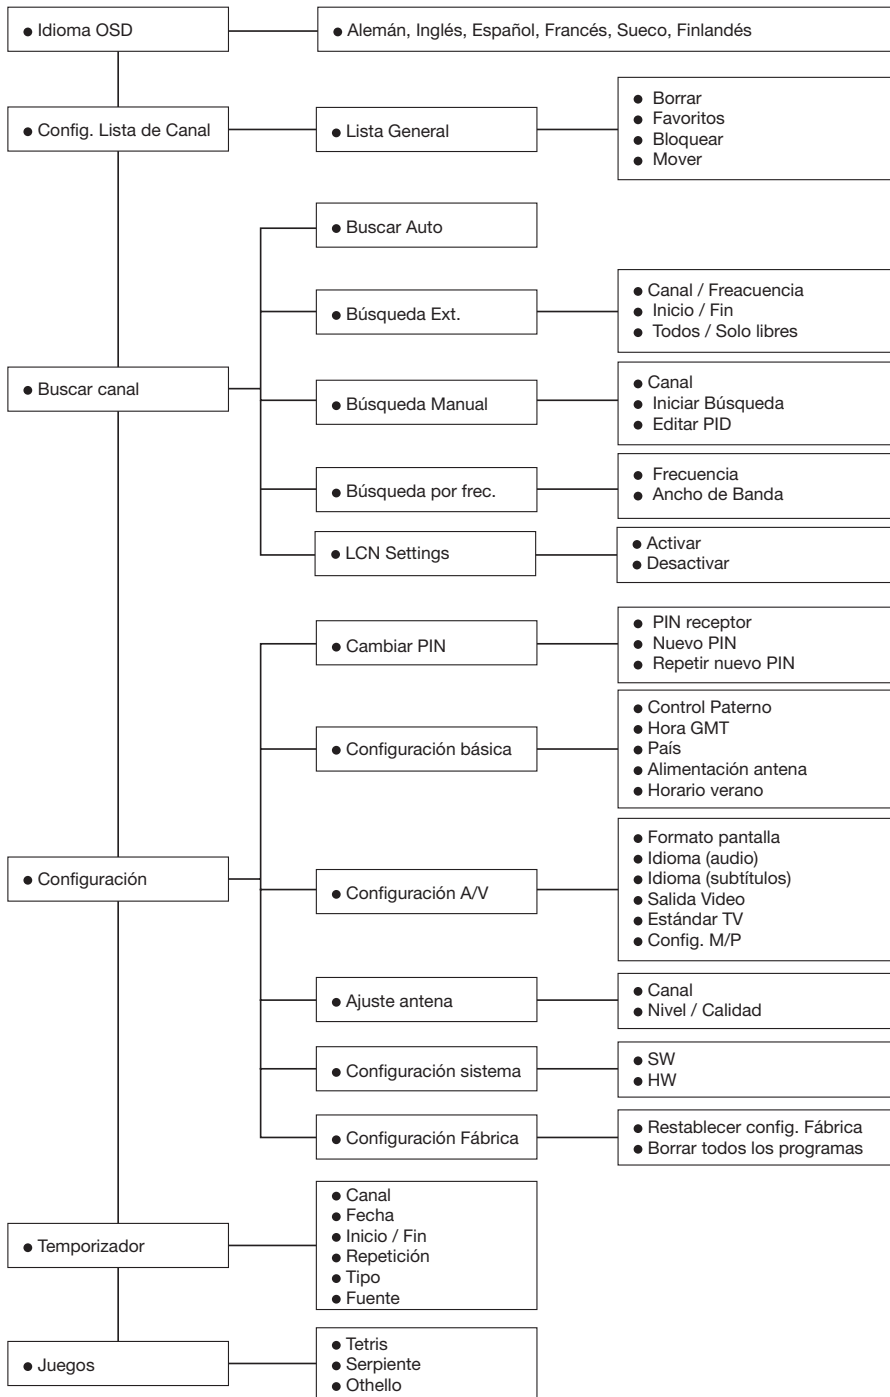 ● Idioma OSD
● Alemán, Inglés, Español, Francés, Sueco, Finlandés
● Config. Lista de Canal
● Lista General
● Borrar
● Favoritos
● Bloquear
● Mover
● Buscar canal
● Buscar Auto
● Búsqueda Ext.
● Canal / Freacuencia
● Inicio / Fin
● Todos / Solo libres
● Búsqueda Manual
● Canal
● Iniciar Búsqueda
● Editar PID
● Búsqueda por frec.
● Frecuencia
● Ancho de Banda
● LCN Settings
● Activar
● Desactivar
● Configuración
● Cambiar PIN
● PIN receptor
● Nuevo PIN
● Repetir nuevo PIN
● Configuración básica
● Control Paterno
● Hora GMT
● País
● Alimentación antena
● Horario verano
● Configuración A/V
● Formato pantalla
● Idioma (audio)
● Idioma (subtítulos)
● Salida Video
● Estándar TV
● Config. M/P
● Ajuste antena
● Canal
● Nivel / Calidad
● Configuración sistema
● SW
● HW
● Configuración Fábrica
● Restablecer config. Fábrica
● Borrar todos los programas
● Temporizador
● Canal
● Fecha
● Inicio / Fin
● Repetición
● Tipo
● Fuente
● Juegos
● Tetris
● Serpiente
● Othello